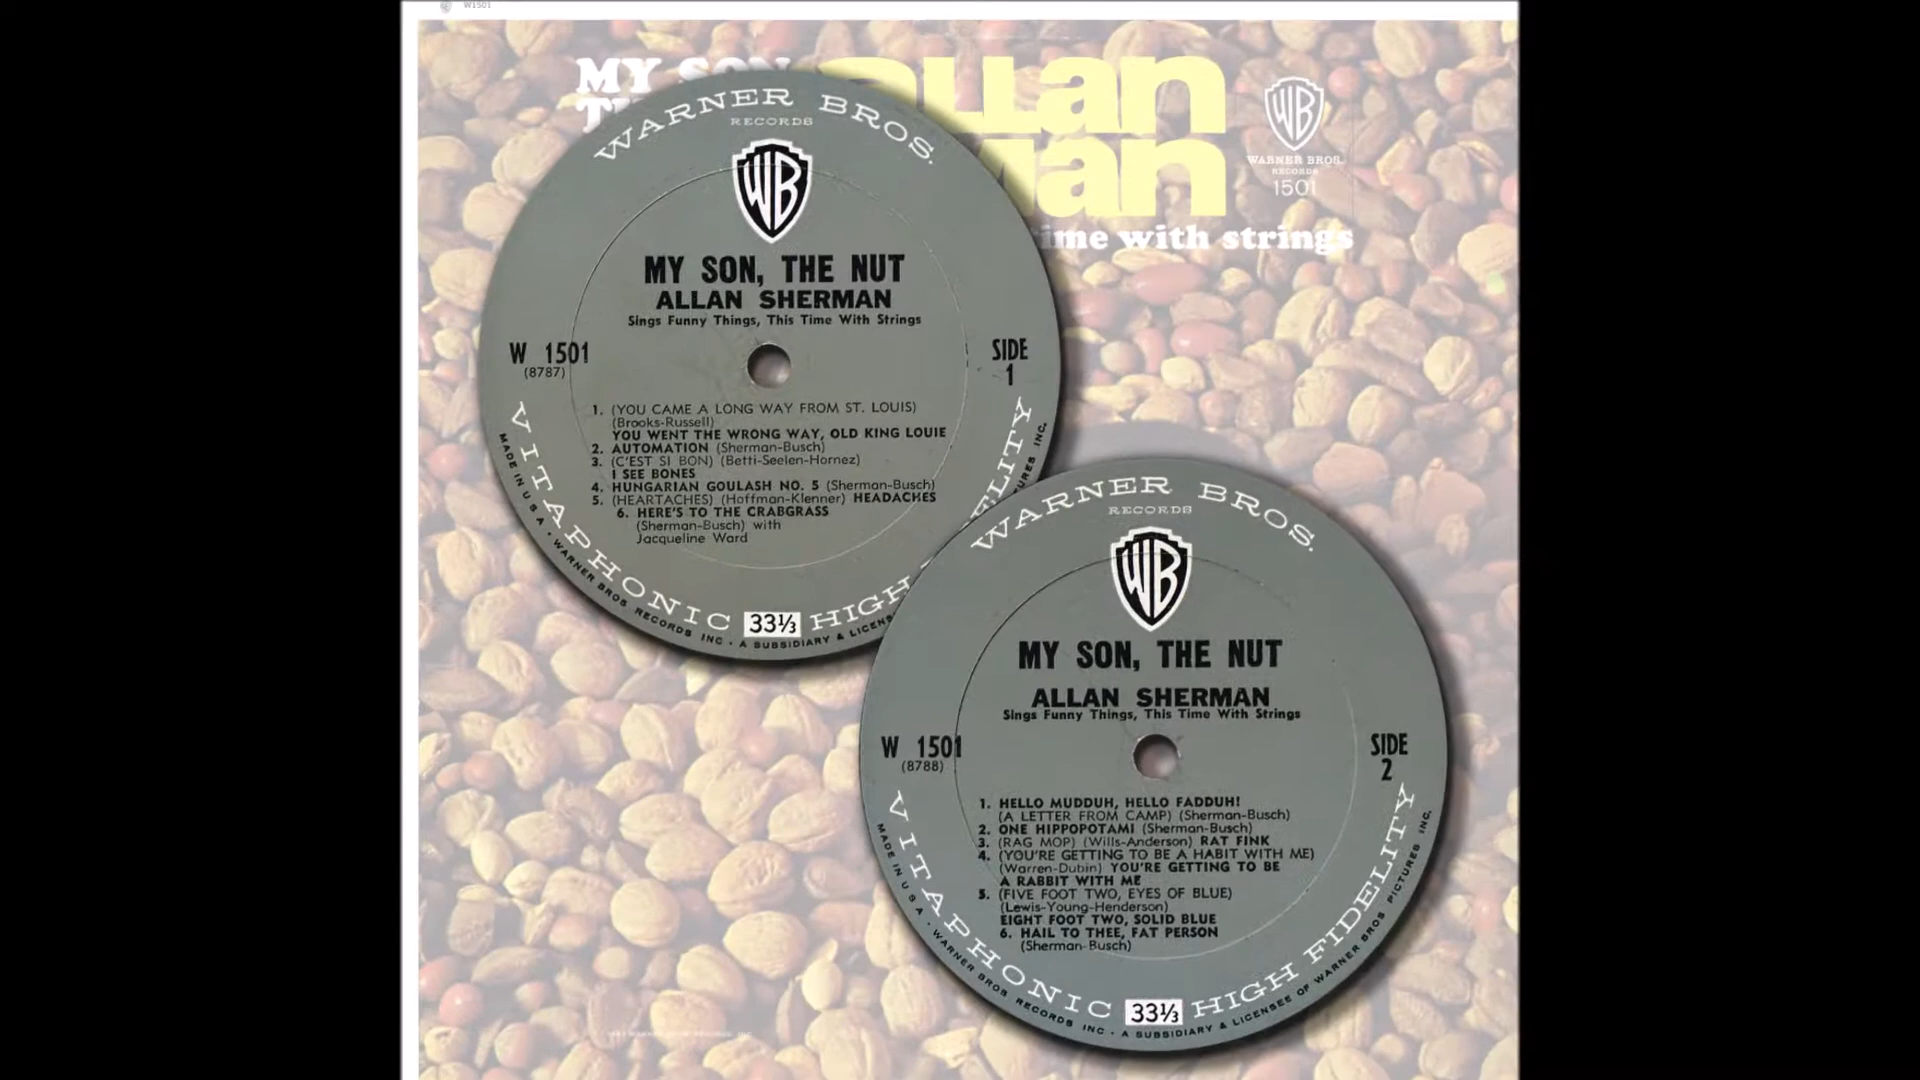 W1501
MY SON,
ALLAN
time with strings
WB
WARNER BROS.
RECORDS
1501
WARNER BROS.
RECORDS
WB
MY SON, THE NUT
ALLAN SHERMAN
Sings Funny Things, This Time With Strings
W 1501
(8787)
SIDE
1
1. (YOU CAME A LONG WAY FROM ST. LOUIS)
(Brooks-Russell)
YOU WENT THE WRONG WAY, OLD KING LOUIE
2. AUTOMATION (Sherman-Busch)
3. (C'EST SI BON) (Betti-Seelen-Hornez)
I SEE BONES
4. HUNGARIAN GOULASH NO. 5 (Sherman-Busch)
5. (HEARTACHES) (Hoffman-Klenner) HEADACHES
6. HERE'S TO THE CRABGRASS
(Sherman-Busch) with
Jacqueline Ward
VITAPHONIC 33⅓ HIGH FIDELITY
MADE IN U.S.A. • WARNER BROS. RECORDS INC. • A SUBSIDIARY & LICENSEE
WARNER BROS.
RECORDS
WB
MY SON, THE NUT
ALLAN SHERMAN
Sings Funny Things, This Time With Strings
W 1501
(8788)
SIDE
2
1. HELLO MUDDUH, HELLO FADDUH!
(A LETTER FROM CAMP) (Sherman-Busch)
2. ONE HIPPOPOTAMI (Sherman-Busch)
3. (RAG MOP) (Wills-Anderson) RAT FINK
4. (YOU'RE GETTING TO BE A HABIT WITH ME)
(Warren-Dubin) YOU'RE GETTING TO BE
A RABBIT WITH ME
5. (FIVE FOOT TWO, EYES OF BLUE)
(Lewis-Young-Henderson)
EIGHT FOOT TWO, SOLID BLUE
6. HAIL TO THEE, FAT PERSON
(Sherman-Busch)
VITAPHONIC 33⅓ HIGH FIDELITY
MADE IN U.S.A. • WARNER BROS. RECORDS INC. • A SUBSIDIARY & LICENSEE OF WARNER BROS. PICTURES INC.